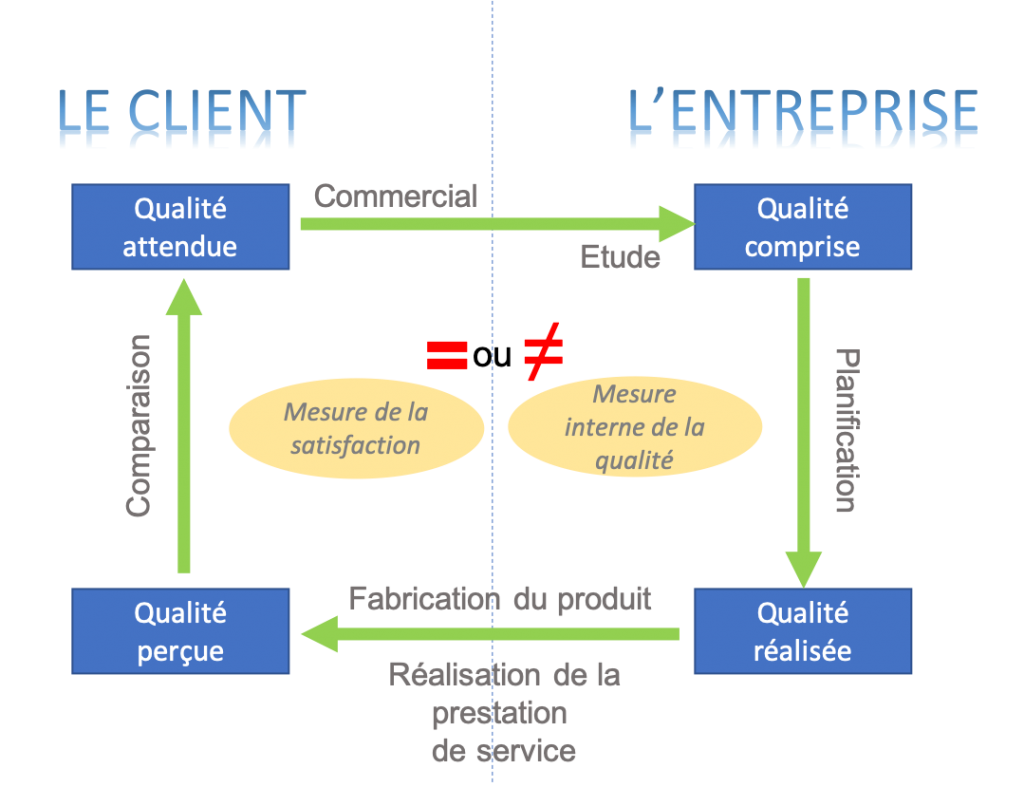 LE CLIENT
L’ENTREPRISE
Qualité
attendue
Commercial
Etude
Qualité
comprise
= ou ≠
Comparaison
Mesure de la
satisfaction
Mesure
interne de la
qualité
Planification
Qualité
perçue
Fabrication du produit
Réalisation de la
prestation
de service
Qualité
réalisée